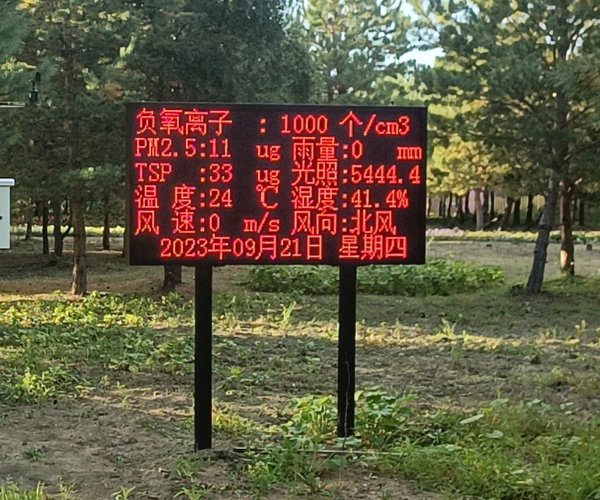 负氧离子 : 1000 个/cm3
PM2.5:11 ug 雨量:0 mm
TSP :33 ug 光照:5444.4
温 度:24 ℃ 湿度:41.4%
风 速:0 m/s 风向:北风
2023年09月21日 星期四